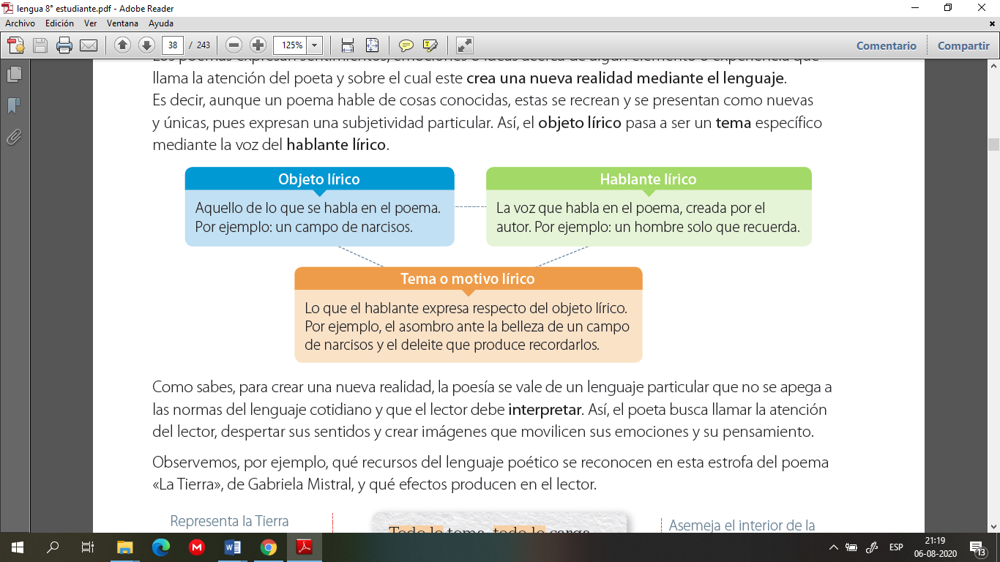 lengua 8° estudiante.pdf - Adobe Reader
Archivo Edición Ver Ventana Ayuda
38 / 243 125% Comentario Compartir
llama la atención del poeta y sobre el cual este crea una nueva realidad mediante el lenguaje.
Es decir, aunque un poema hable de cosas conocidas, estas se recrean y se presentan como nuevas
y únicas, pues expresan una subjetividad particular. Así, el objeto lírico pasa a ser un tema específico
mediante la voz del hablante lírico.
Objeto lírico
Aquello de lo que se habla en el poema.
Por ejemplo: un campo de narcisos.
Hablante lírico
La voz que habla en el poema, creada por el
autor. Por ejemplo: un hombre solo que recuerda.
Tema o motivo lírico
Lo que el hablante expresa respecto del objeto lírico.
Por ejemplo, el asombro ante la belleza de un campo
de narcisos y el deleite que produce recordarlos.
Como sabes, para crear una nueva realidad, la poesía se vale de un lenguaje particular que no se apega a
las normas del lenguaje cotidiano y que el lector debe interpretar. Así, el poeta busca llamar la atención
del lector, despertar sus sentidos y crear imágenes que movilicen sus emociones y su pensamiento.
Observemos, por ejemplo, qué recursos del lenguaje poético se reconocen en esta estrofa del poema
«La Tierra», de Gabriela Mistral, y qué efectos producen en el lector.
Representa la Tierra
Todo lo toma, todo lo carga
Asemeja el interior de la
ESP
21:19
06-08-2020
13